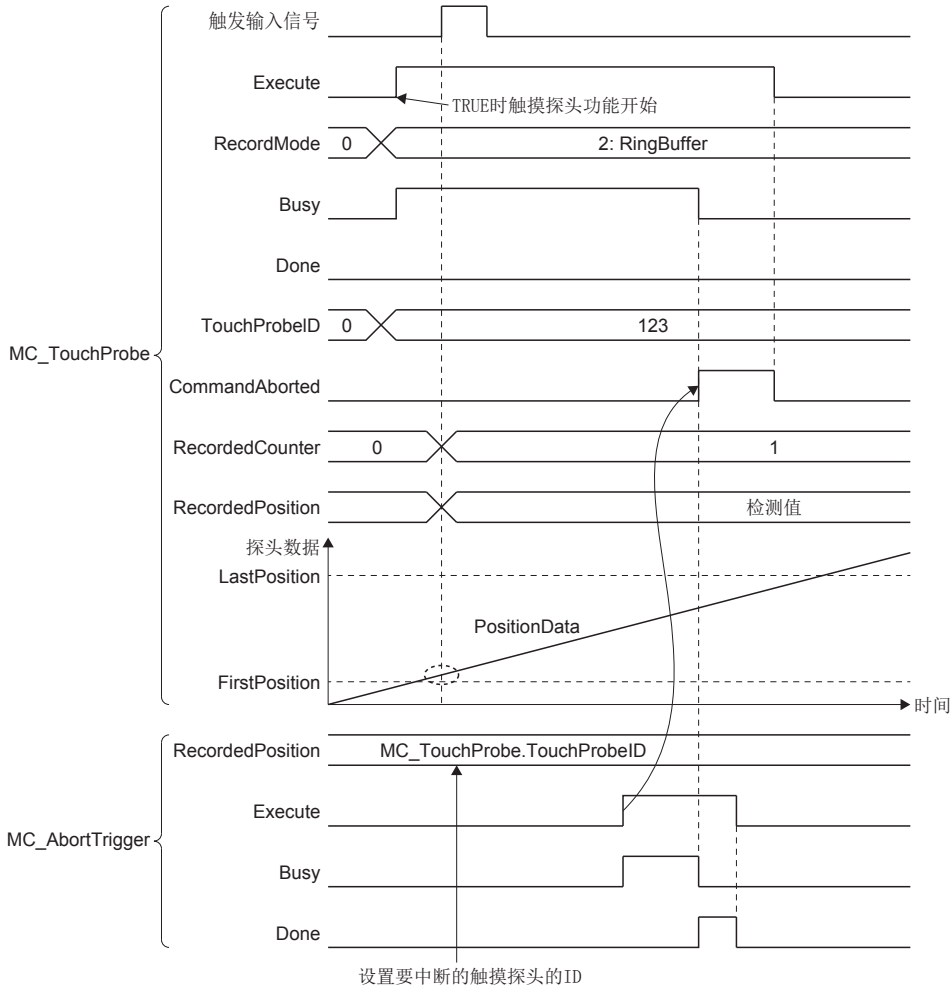 触发输入信号
Execute
TRUE时触摸探头功能开始
RecordMode 0 2: RingBuffer
Busy
Done
TouchProbeID 0 123
MC_TouchProbe
CommandAborted
RecordedCounter 0 1
RecordedPosition 检测值
探头数据
LastPosition
PositionData
FirstPosition
时间
RecordedPosition MC_TouchProbe.TouchProbeID
Execute
MC_AbortTrigger
Busy
Done
设置要中断的触摸探头的ID